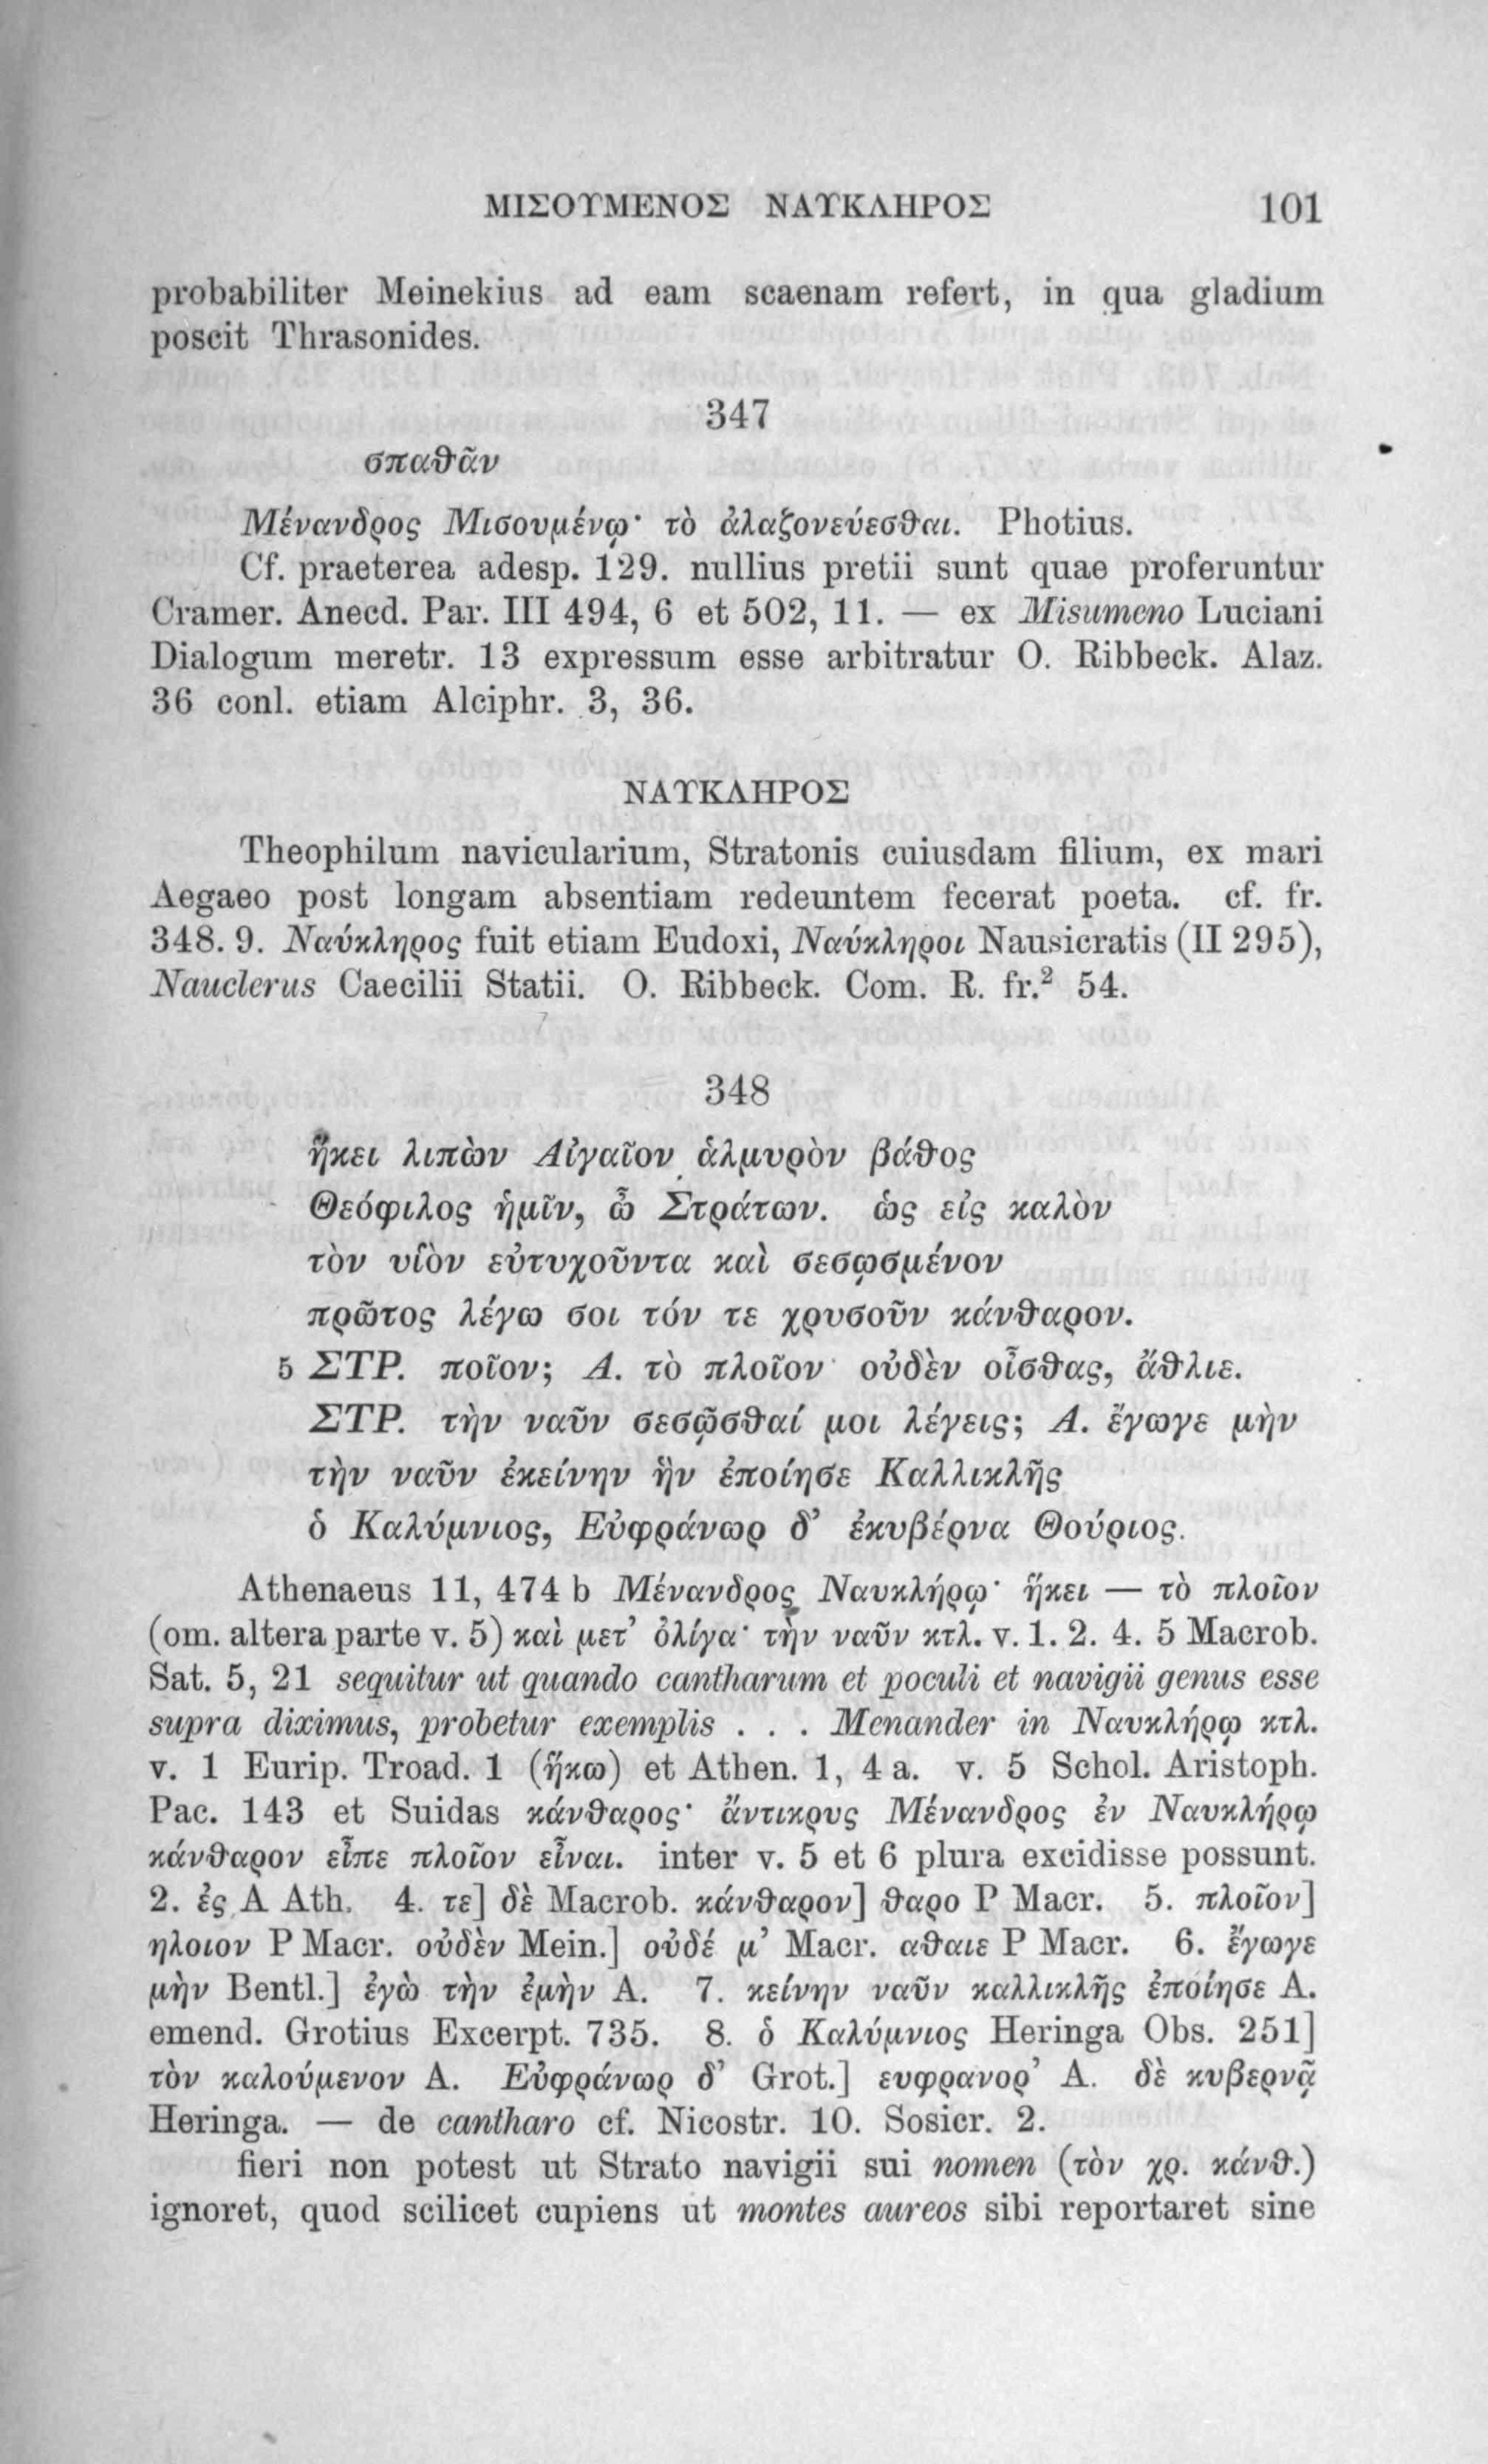 ΜΙΣΟΥΜΕΝΟΣ ΝΑΥΚΛΗΡΟΣ 101
probabiliter Meinekius ad eam scaenam refert, in qua gladium
poscit Thrasonides.
347
σπαθᾶν
Μένανδρος Μισουμένῳ· τὸ ἀλαζονεύεσθαι. Photius.
Cf. praeterea adesp. 129. nullius pretii sunt quae proferuntur
Cramer. Anecd. Par. III 494, 6 et 502, 11. — ex Misumeno Luciani
Dialogum meretr. 13 expressum esse arbitratur O. Ribbeck. Alaz.
36 conl. etiam Alciphr. 3, 36.
ΝΑΥΚΛΗΡΟΣ
Theophilum navicularium, Stratonis cuiusdam filium, ex mari
Aegaeo post longam absentiam redeuntem fecerat poeta. cf. fr.
348. 9. Ναύκληρος fuit etiam Eudoxi, Ναύκληροι Nausicratis (II 295),
Nauclerus Caecilii Statii. O. Ribbeck. Com. R. fr.² 54.
348
ἥκει λιπὼν Αἰγαῖον ἁλμυρὸν βάθος
Θεόφιλος ἡμῖν, ὦ Στράτων. ὡς εἰς καλὸν
τὸν υἱὸν εὐτυχοῦντα καὶ σεσῳσμένον
πρῶτος λέγω σοι τόν τε χρυσοῦν κάνθαρον.
5 ΣΤΡ. ποῖον; Α. τὸ πλοῖον· οὐδὲν οἶσθας, ἄθλιε.
ΣΤΡ. τὴν ναῦν σεσῷσθαί μοι λέγεις; Α. ἔγωγε μὴν
τὴν ναῦν ἐκείνην ἣν ἐποίησε Καλλικλῆς
ὁ Καλύμνιος, Εὐφράνωρ δ’ ἐκυβέρνα Θούριος.
Athenaeus 11, 474 b Μένανδρος Ναυκλήρῳ· ἥκει — τὸ πλοῖον
(om. altera parte v. 5) καὶ μετ’ ὀλίγα· τὴν ναῦν κτλ. v. 1. 2. 4. 5 Macrob.
Sat. 5, 21 sequitur ut quando cantharum et poculi et navigii genus esse
supra diximus, probetur exemplis . . . Menander in Ναυκλήρῳ κτλ.
v. 1 Eurip. Troad. 1 (ἥκω) et Athen. 1, 4 a. v. 5 Schol. Aristoph.
Pac. 143 et Suidas κάνθαρος· ἄντικρυς Μένανδρος ἐν Ναυκλήρῳ
κάνθαρον εἶπε πλοῖον εἶναι. inter v. 5 et 6 plura excidisse possunt.
2. ἐς A Ath. 4. τε] δὲ Macrob. κάνθαρον] θαρο P Macr. 5. πλοῖον]
ηλοιον P Macr. οὐδὲν Mein.] οὐδέ μ’ Macr. αθαιε P Macr. 6. ἔγωγε
μὴν Bentl.] ἐγὼ τὴν ἐμὴν A. 7. κείνην ναῦν καλλικλῆς ἐποίησε A.
emend. Grotius Excerpt. 735. 8. ὁ Καλύμνιος Heringa Obs. 251]
τὸν καλούμενον A. Εὐφράνωρ δ’ Grot.] ευφρανορ’ A. δὲ κυβερνᾷ
Heringa. — de cantharo cf. Nicostr. 10. Sosicr. 2.
fieri non potest ut Strato navigii sui nomen (τὸν χρ. κάνθ.)
ignoret, quod scilicet cupiens ut montes aureos sibi reportaret sine